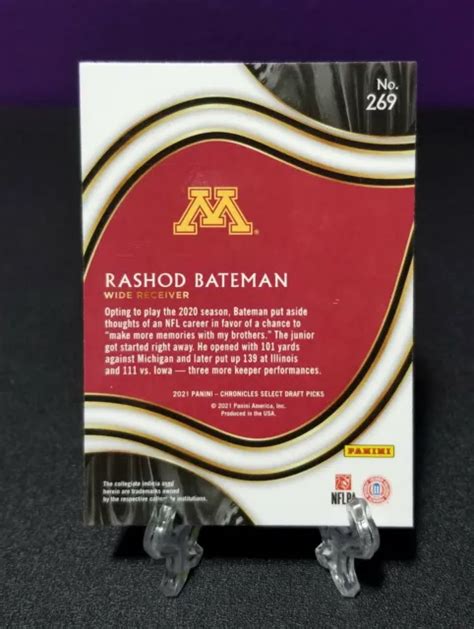 No.
269
M
RASHOD BATEMAN
WIDE RECEIVER
Opting to play the 2020 season, Bateman put aside
thoughts of an NFL career in favor of a chance to
"make more memories with my brothers." The junior
got started right away. He opened with 101 yards
against Michigan and later put up 139 at Illinois
and 111 vs. Iowa — three more keeper performances.
2021 PANINI – CHRONICLES SELECT DRAFT PICKS
© 2021 Panini America, Inc.
Produced in the USA.
PANINI
The collegiate indicia used
herein are trademarks owned
by the respective collegiate institutions.
NFLPA